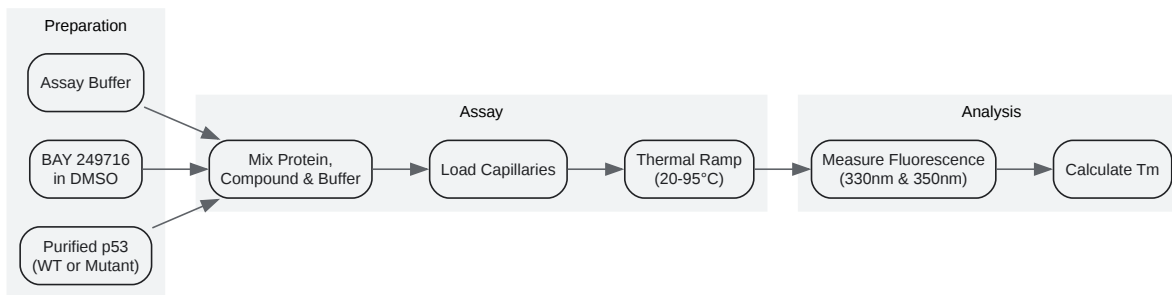 Preparation
Assay Buffer
BAY 249716
in DMSO
Purified p53
(WT or Mutant)
Assay
Mix Protein,
Compound & Buffer
Load Capillaries
Thermal Ramp
(20-95°C)
Analysis
Measure Fluorescence
(330nm & 350nm)
Calculate Tm